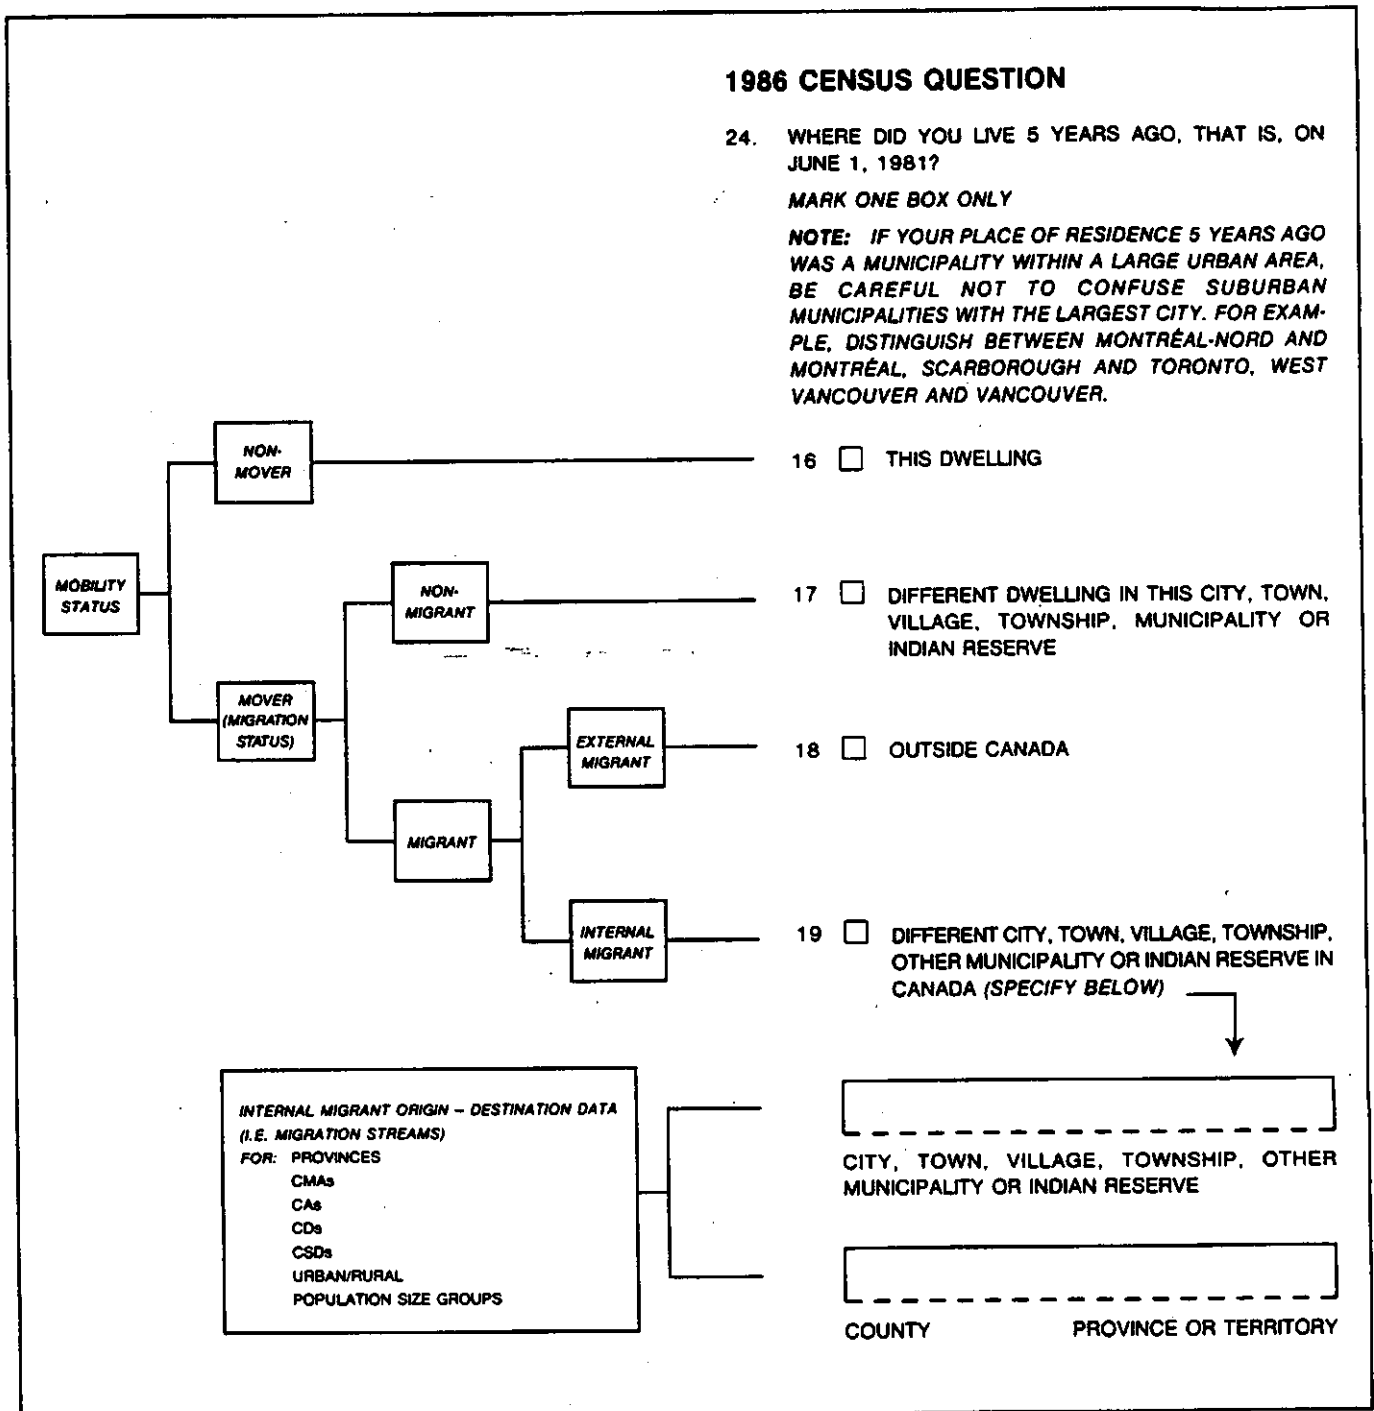 1986 CENSUS QUESTION
24. WHERE DID YOU LIVE 5 YEARS AGO, THAT IS, ON
JUNE 1, 1981?
MARK ONE BOX ONLY
NOTE: IF YOUR PLACE OF RESIDENCE 5 YEARS AGO
WAS A MUNICIPALITY WITHIN A LARGE URBAN AREA,
BE CAREFUL NOT TO CONFUSE SUBURBAN
MUNICIPALITIES WITH THE LARGEST CITY. FOR EXAM-
PLE, DISTINGUISH BETWEEN MONTRÉAL-NORD AND
MONTRÉAL, SCARBOROUGH AND TORONTO, WEST
VANCOUVER AND VANCOUVER.
NON-
MOVER
16 THIS DWELLING
MOBILITY
STATUS
NON-
MIGRANT
17 DIFFERENT DWELLING IN THIS CITY, TOWN,
VILLAGE, TOWNSHIP, MUNICIPALITY OR
INDIAN RESERVE
MOVER
(MIGRATION
STATUS)
EXTERNAL
MIGRANT
18 OUTSIDE CANADA
MIGRANT
INTERNAL
MIGRANT
19 DIFFERENT CITY, TOWN, VILLAGE, TOWNSHIP,
OTHER MUNICIPALITY OR INDIAN RESERVE IN
CANADA (SPECIFY BELOW)
INTERNAL MIGRANT ORIGIN – DESTINATION DATA
(I.E. MIGRATION STREAMS)
FOR: PROVINCES
CMAs
CAs
CDs
CSDs
URBAN/RURAL
POPULATION SIZE GROUPS
CITY, TOWN, VILLAGE, TOWNSHIP, OTHER
MUNICIPALITY OR INDIAN RESERVE
COUNTY PROVINCE OR TERRITORY